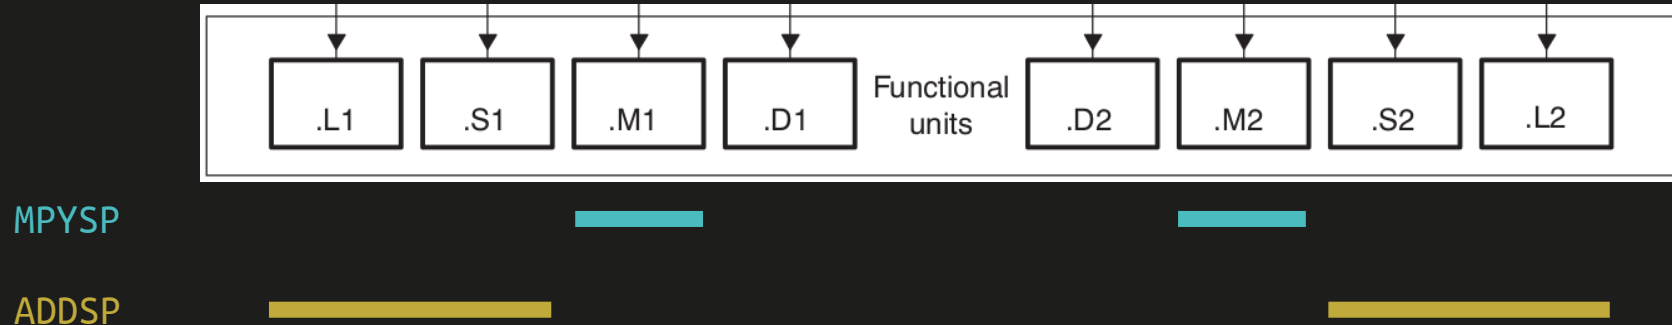 Functional
units
.L1 .S1 .M1 .D1 .D2 .M2 .S2 .L2
MPYSP
ADDSP